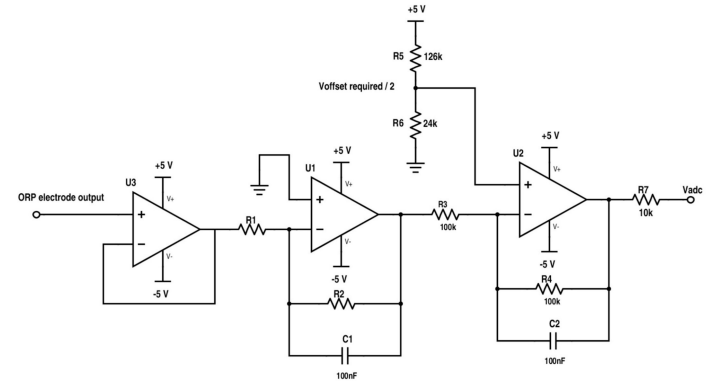 +5 V
R5
126k
Voffset required / 2
R6
24k
+5 V
U3
V+
ORP electrode output
+
−
V-
-5 V
R1
+5 V
U1
V+
+
−
V-
-5 V
R2
C1
100nF
R3
100k
+5 V
U2
V+
+
−
V-
-5 V
R4
100k
C2
100nF
R7
10k
Vadc